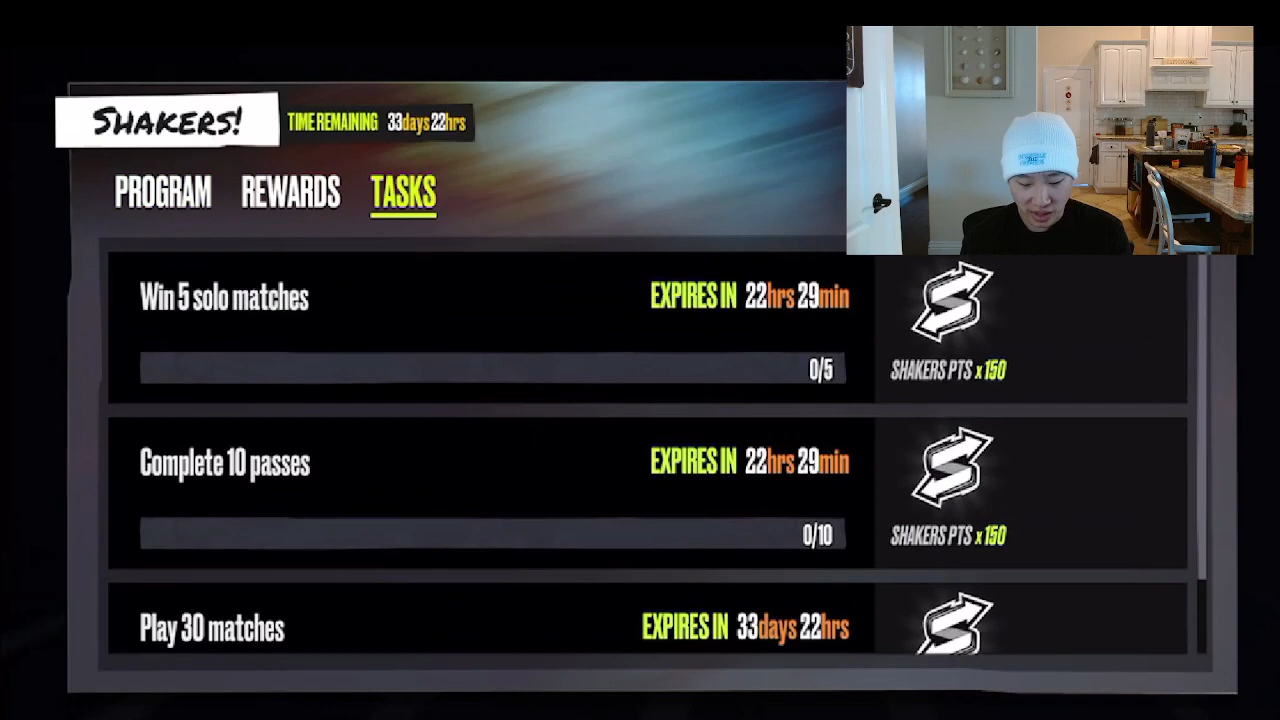 SHAKERS!
TIME REMAINING 33days 22hrs
PROGRAM REWARDS TASKS
Win 5 solo matches
EXPIRES IN 22hrs 29min
0/5
SHAKERS PTS x 150
Complete 10 passes
EXPIRES IN 22hrs 29min
0/10
SHAKERS PTS x 150
Play 30 matches
EXPIRES IN 33days 22hrs